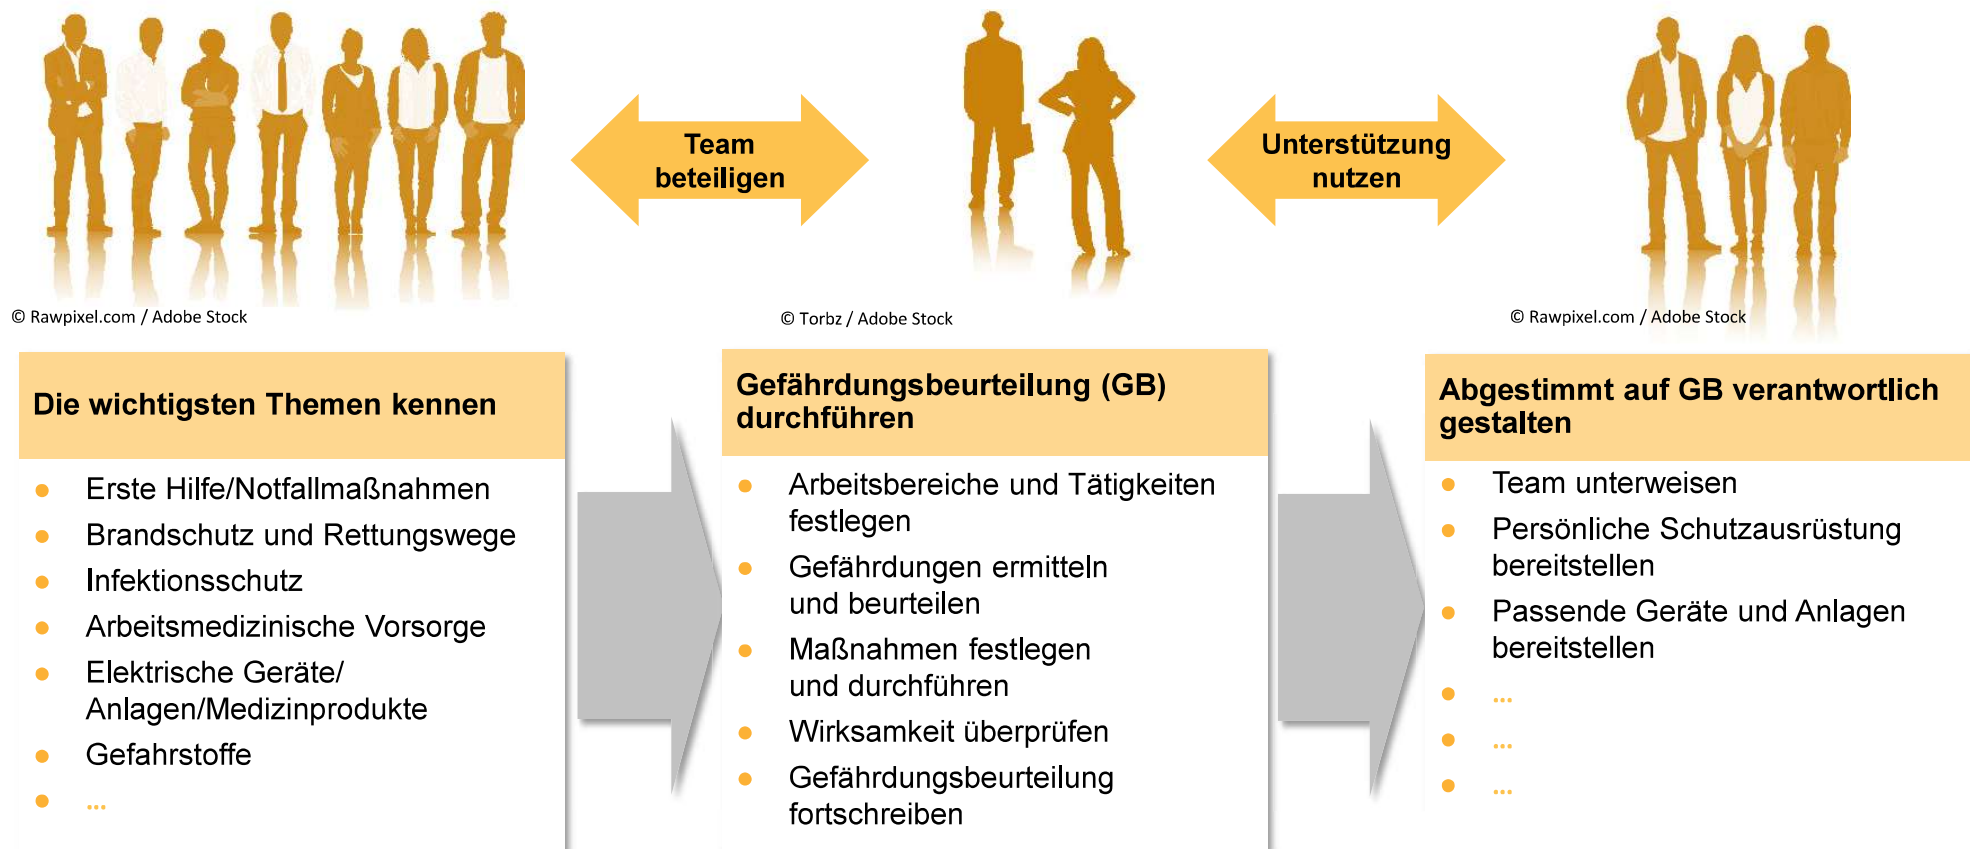 Team
beteiligen
Unterstützung
nutzen
© Rawpixel.com / Adobe Stock
© Torbz / Adobe Stock
© Rawpixel.com / Adobe Stock
Die wichtigsten Themen kennen
● Erste Hilfe/Notfallmaßnahmen
● Brandschutz und Rettungswege
● Infektionsschutz
● Arbeitsmedizinische Vorsorge
● Elektrische Geräte/
Anlagen/Medizinprodukte
● Gefahrstoffe
● ...
Gefährdungsbeurteilung (GB)
durchführen
● Arbeitsbereiche und Tätigkeiten
festlegen
● Gefährdungen ermitteln
und beurteilen
● Maßnahmen festlegen
und durchführen
● Wirksamkeit überprüfen
● Gefährdungsbeurteilung
fortschreiben
Abgestimmt auf GB verantwortlich
gestalten
● Team unterweisen
● Persönliche Schutzausrüstung
bereitstellen
● Passende Geräte und Anlagen
bereitstellen
● ...
● ...
● ...